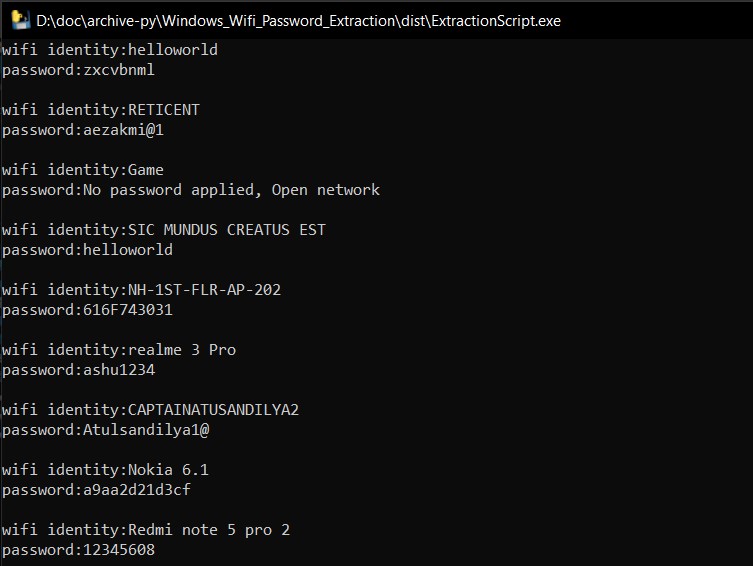 D:\doc\archive-py\Windows_Wifi_Password_Extraction\dist\ExtractionScript.exe
wifi identity:helloworld
password:zxcvbnml
wifi identity:RETICENT
password:aezakmi@1
wifi identity:Game
password:No password applied, Open network
wifi identity:SIC MUNDUS CREATUS EST
password:helloworld
wifi identity:NH-1ST-FLR-AP-202
password:616F743031
wifi identity:realme 3 Pro
password:ashu1234
wifi identity:CAPTAINATUSANDILYA2
password:Atulsandilya1@
wifi identity:Nokia 6.1
password:a9aa2d21d3cf
wifi identity:Redmi note 5 pro 2
password:12345608